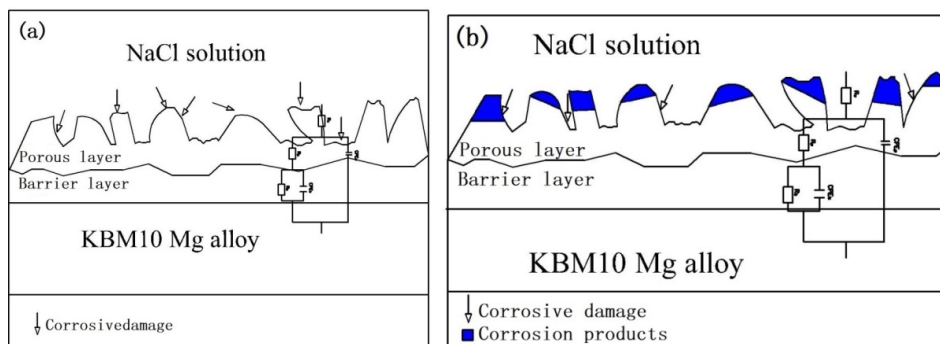 (a)
NaCl solution
Porous layer
Barrier layer
KBM10 Mg alloy
Corrosivedamage
(b)
NaCl solution
Porous layer
Barrier layer
KBM10 Mg alloy
Corrosive damage
Corrosion products